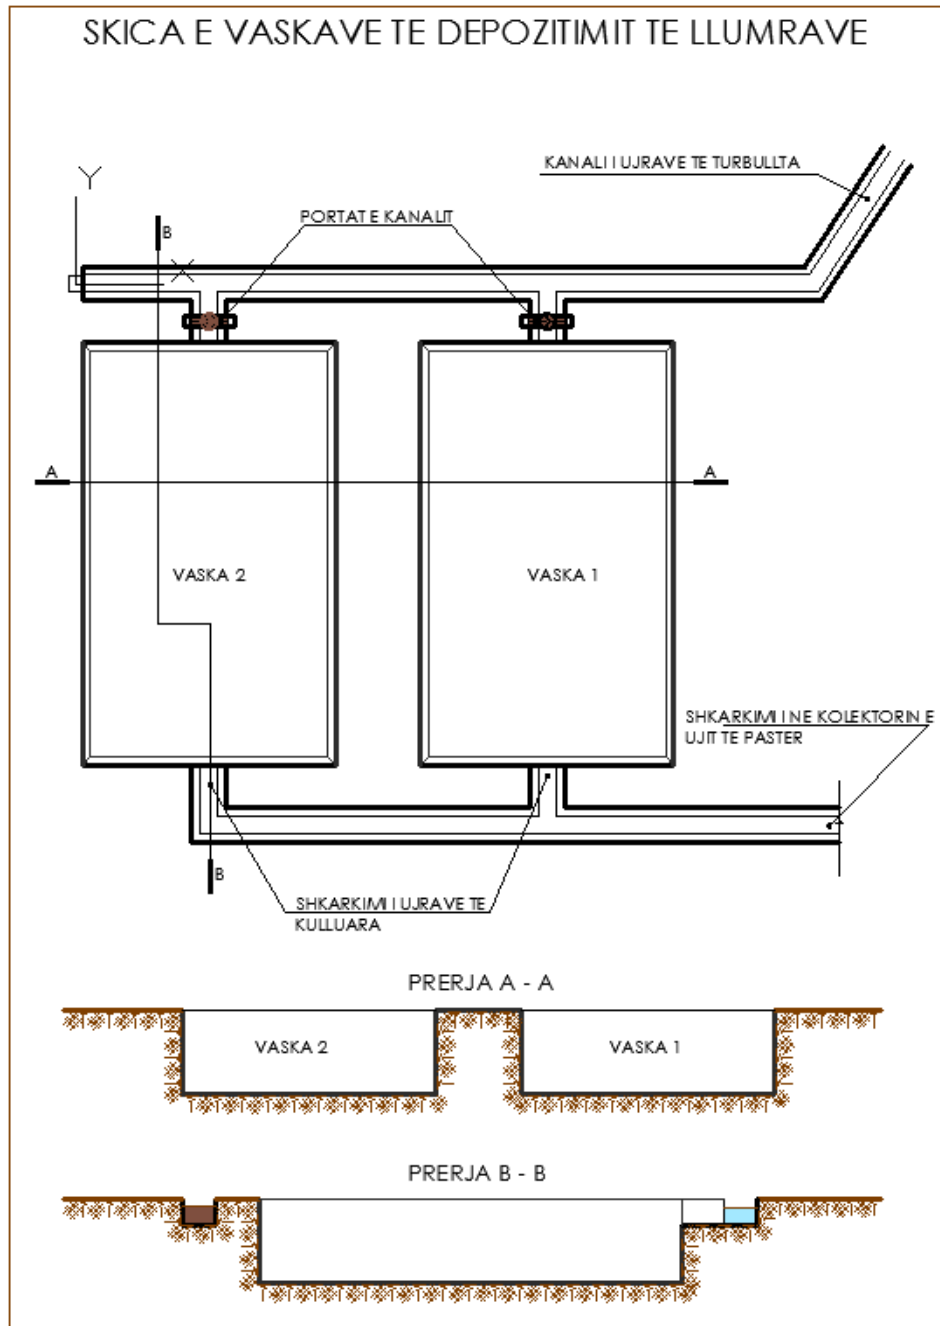 SKICA E VASKAVE TE DEPOZITIMIT TE LLUMRAVE
KANALI I UJRAVE TE TURBULLTA
Y
PORTAT E KANALIT
B
X
A
A
VASKA 2
VASKA 1
SHKARKIMI I NE KOLEKTORIN E
UJIT TE PASTER
B
SHKARKIMI I UJRAVE TE
KULLUARA
PRERJA A - A
VASKA 2
VASKA 1
PRERJA B - B